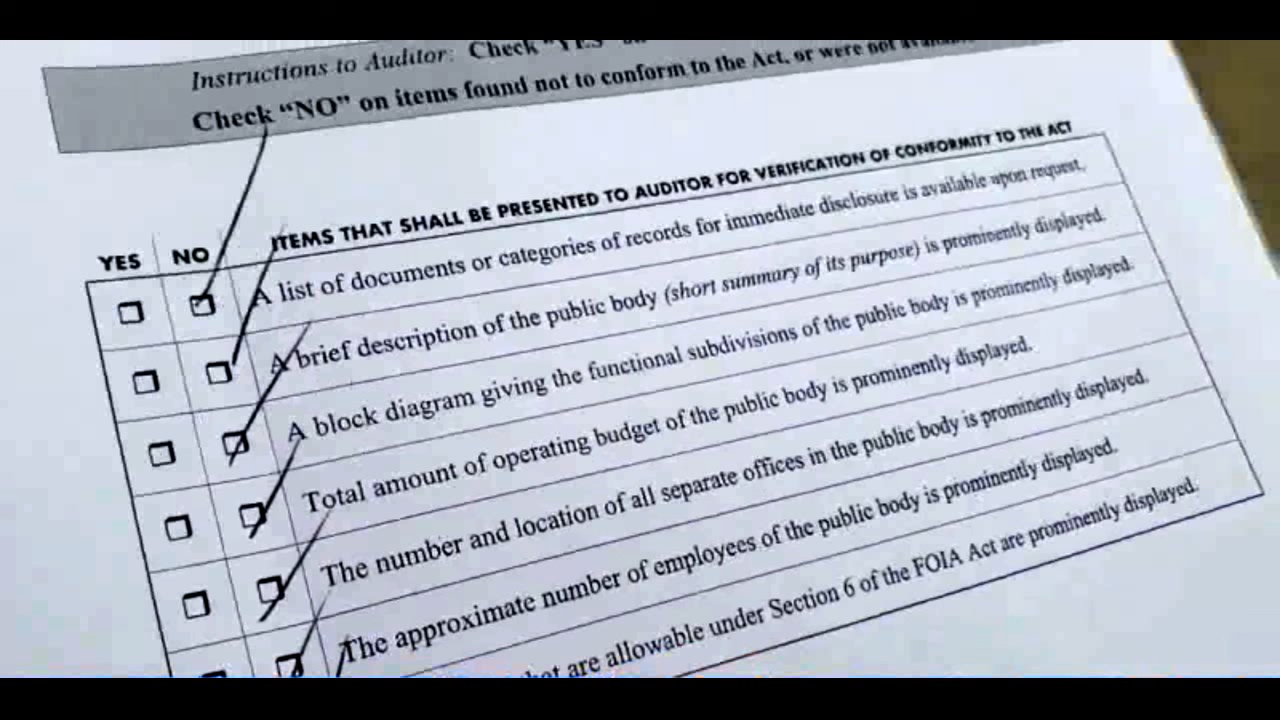 Instructions to Auditor: Check "YES" on
Check "NO" on items found not to conform to the Act, or were not
ITEMS THAT SHALL BE PRESENTED TO AUDITOR FOR VERIFICATION OF CONFORMITY TO THE ACT
YES NO
A list of documents or categories of records for immediate disclosure is available upon request.
A brief description of the public body (short summary of its purpose) is prominently displayed.
A block diagram giving the functional subdivisions of the public body is prominently displayed.
Total amount of operating budget of the public body is prominently displayed.
The number and location of all separate offices in the public body is prominently displayed.
The approximate number of employees of the public body is prominently displayed.
that are allowable under Section 6 of the FOIA Act are prominently displayed.